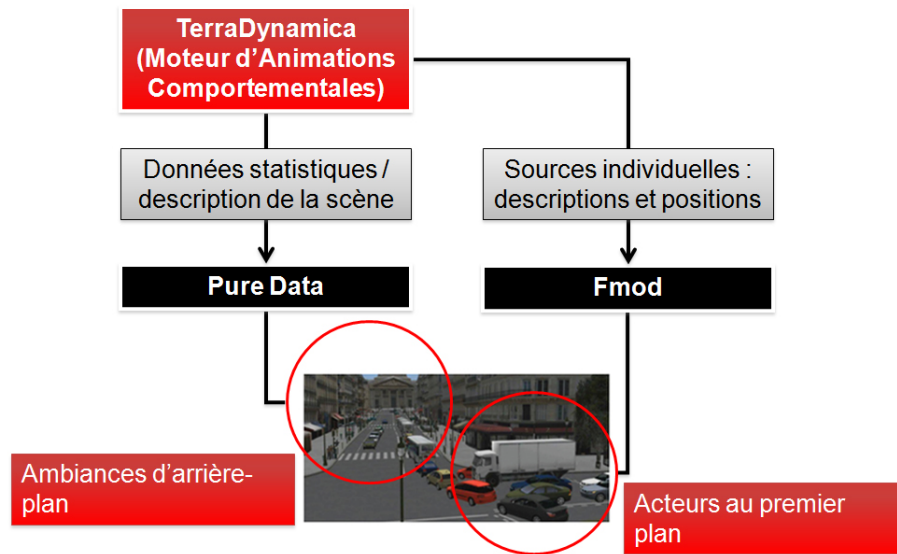 TerraDynamica
(Moteur d'Animations
Comportementales)
Données statistiques /
description de la scène
Sources individuelles :
descriptions et positions
Pure Data
Fmod
Ambiances d'arrière-
plan
Acteurs au premier
plan